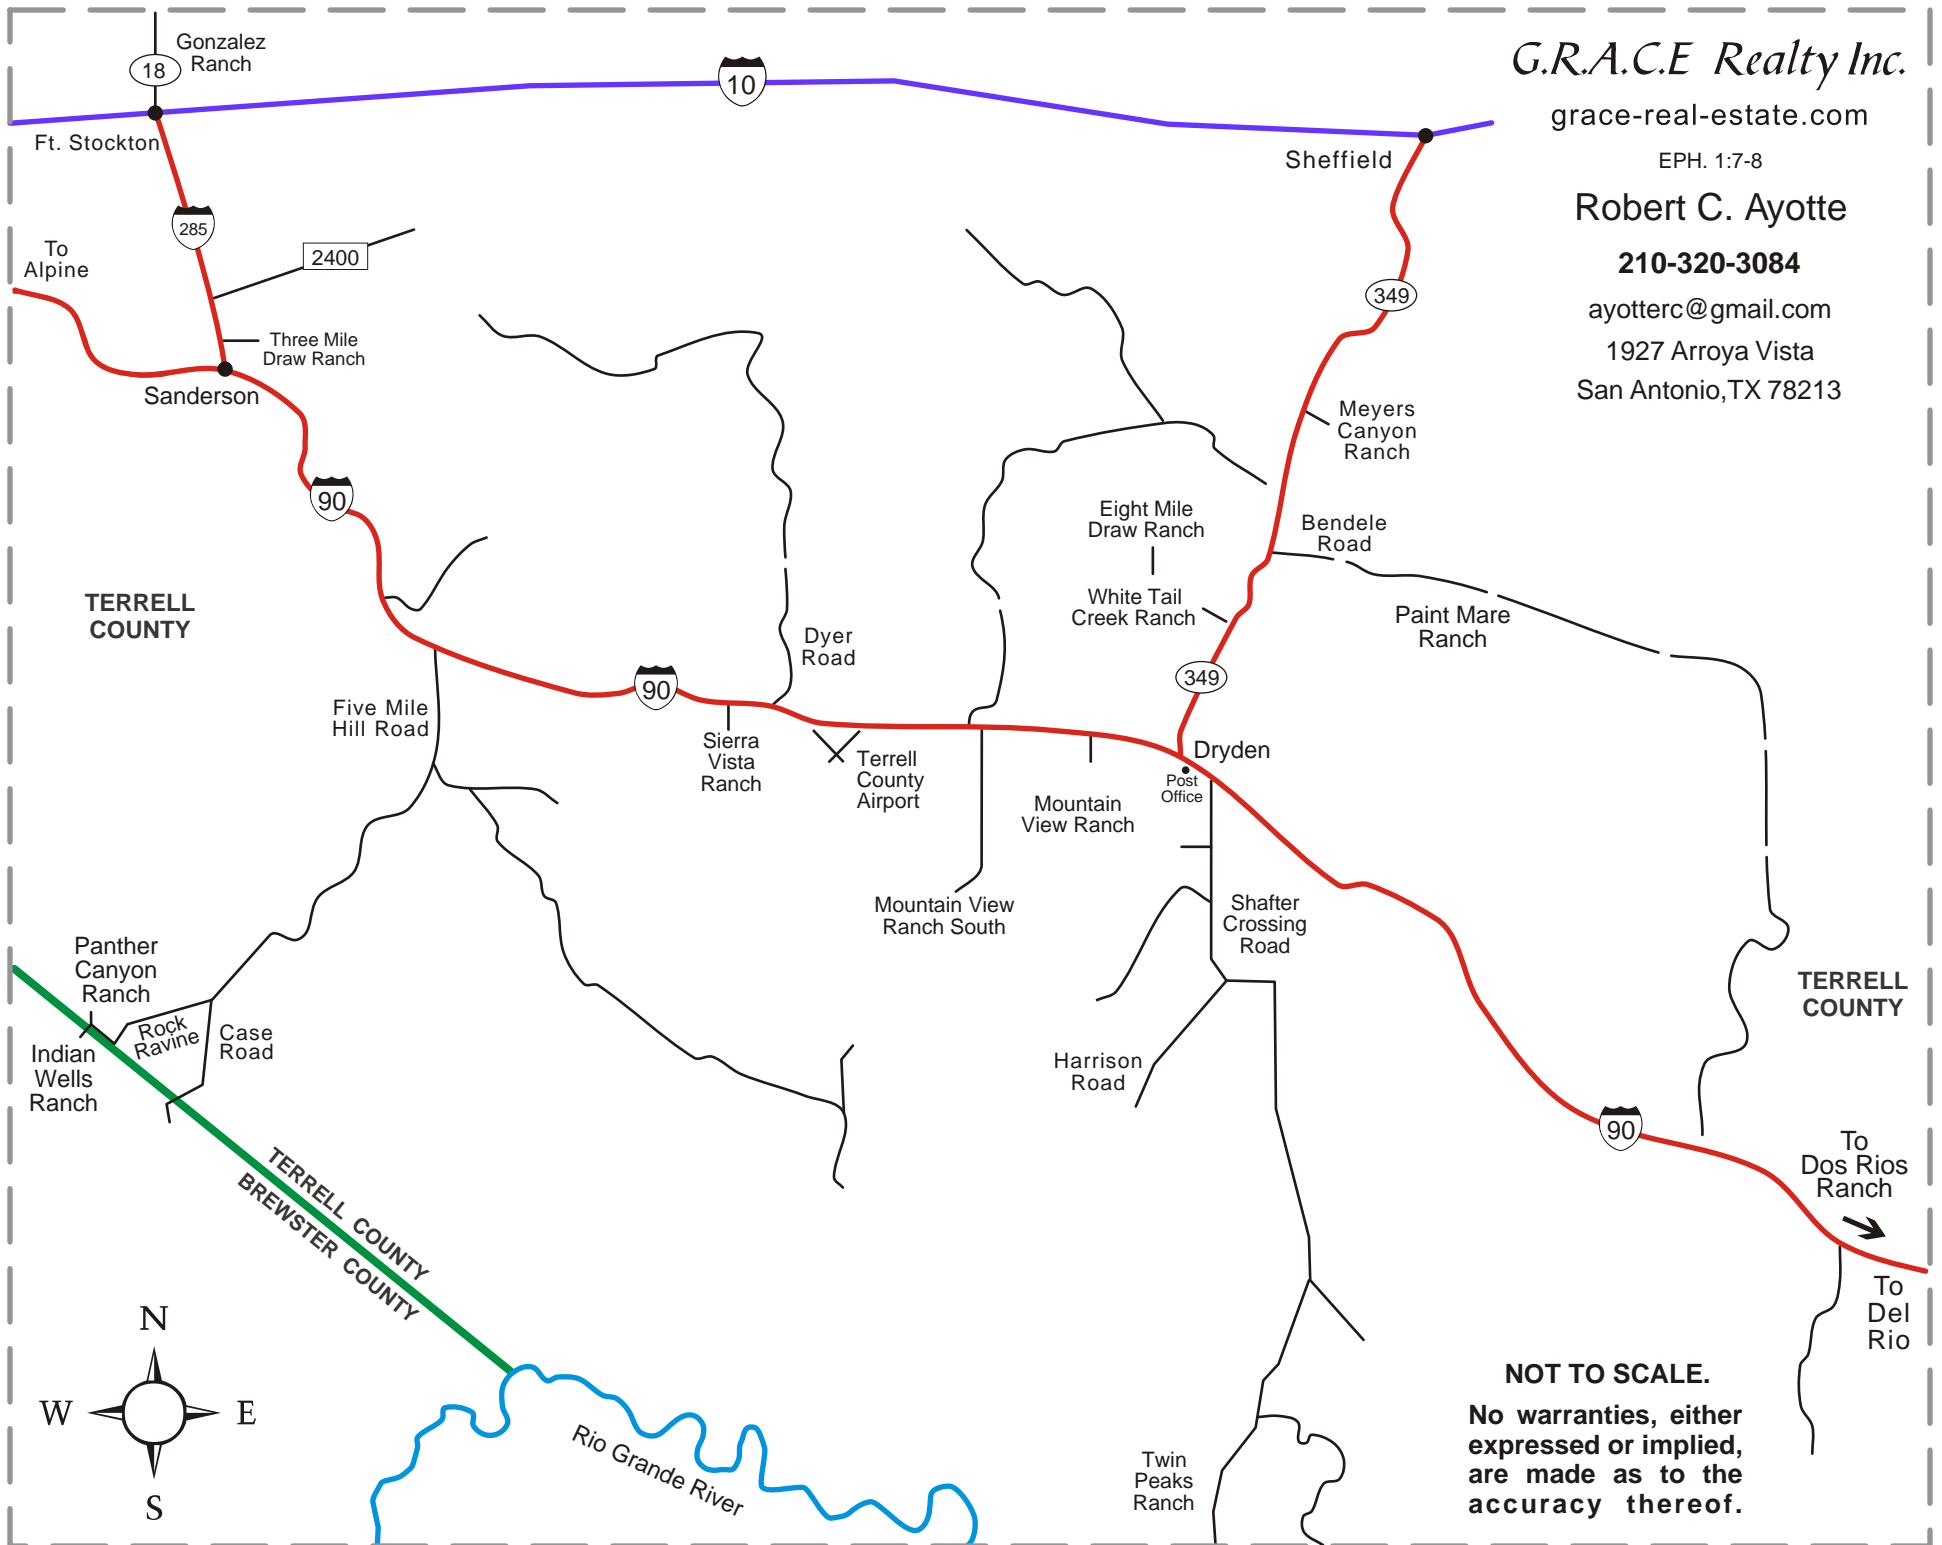 G.R.A.C.E Realty Inc.
grace-real-estate.com
EPH. 1:7-8
Robert C. Ayotte
210-320-3084
ayotterc@gmail.com
1927 Arroya Vista
San Antonio,TX 78213
Gonzalez
Ranch
18
10
Ft. Stockton
Sheffield
285
To
Alpine
2400
349
Three Mile
Draw Ranch
Sanderson
Meyers
Canyon
Ranch
90
Eight Mile
Draw Ranch
Bendele
Road
TERRELL
COUNTY
White Tail
Creek Ranch
Paint Mare
Ranch
Dyer
Road
349
90
Five Mile
Hill Road
Sierra
Vista
Ranch
Terrell
County
Airport
Dryden
Post
Office
Mountain
View Ranch
Mountain View
Ranch South
Shafter
Crossing
Road
Panther
Canyon
Ranch
TERRELL
COUNTY
Rock
Ravine
Case
Road
Indian
Wells
Ranch
Harrison
Road
90
To
Dos Rios
Ranch
TERRELL COUNTY
BREWSTER COUNTY
To
Del
Rio
N
W
E
S
Rio Grande River
Twin
Peaks
Ranch
NOT TO SCALE.
No warranties, either
expressed or implied,
are made as to the
accuracy thereof.